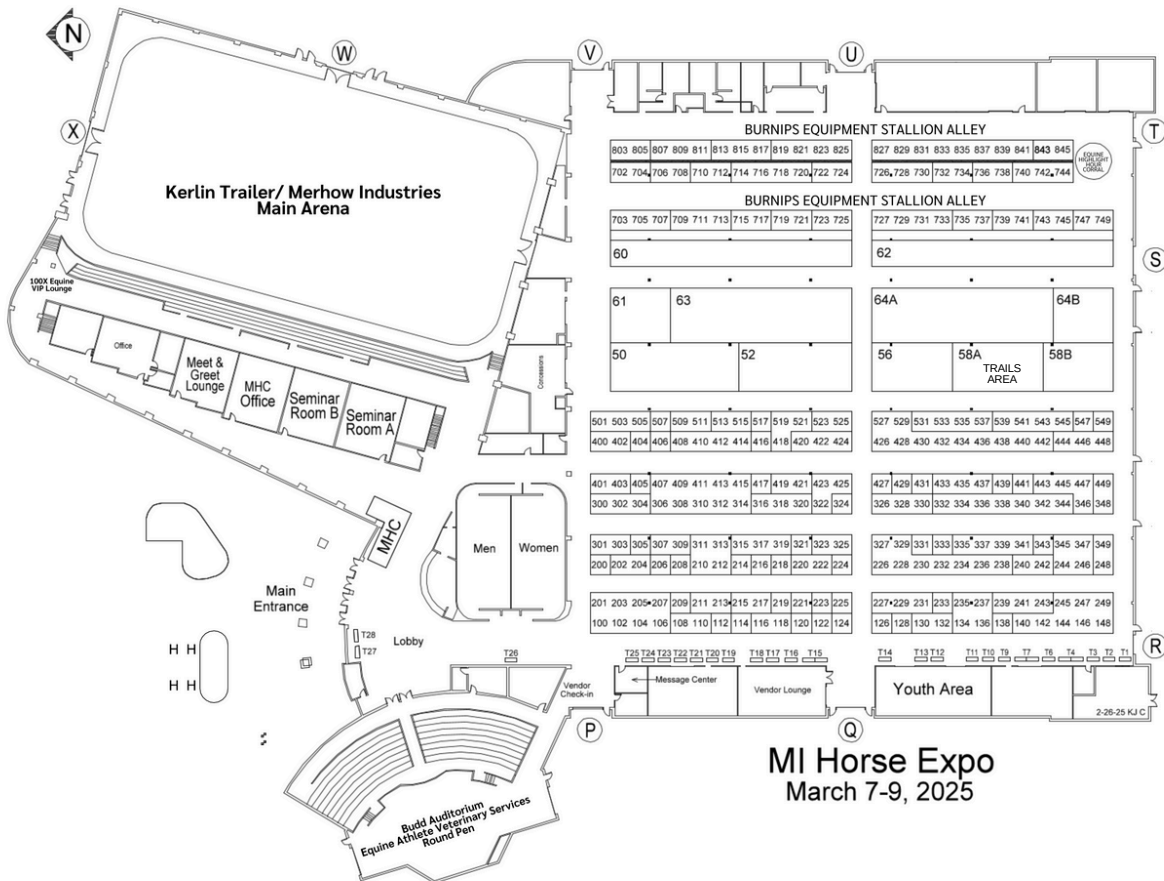 N
W
V
U
X
T
BURNIPS EQUIPMENT STALLION ALLEY
803 805 807 809 811 813 815 817 819 821 823 825
827 829 831 833 835 837 839 841 843 845
EQUINE
HIGHLIGHT
HOUR
CORRAL
702 704 706 708 710 712 714 716 718 720 722 724
726 728 730 732 734 736 738 740 742 744
Kerlin Trailer/ Merhow Industries
Main Arena
BURNIPS EQUIPMENT STALLION ALLEY
703 705 707 709 711 713 715 717 719 721 723 725
727 729 731 733 735 737 739 741 743 745 747 749
60
62
S
100X Equine
VIP Lounge
61
63
64A
64B
Office
Meet &
Greet
Lounge
MHC
Office
Seminar
Room B
Seminar
Room A
Concessions
50
52
56
58A
TRAILS
AREA
58B
501 503 505 507 509 511 513 515 517 519 521 523 525
527 529 531 533 535 537 539 541 543 545 547 549
400 402 404 406 408 410 412 414 416 418 420 422 424
426 428 430 432 434 436 438 440 442 444 446 448
401 403 405 407 409 411 413 415 417 419 421 423 425
427 429 431 433 435 437 439 441 443 445 447 449
300 302 304 306 308 310 312 314 316 318 320 322 324
326 328 330 332 334 336 338 340 342 344 346 348
MHC
Men
Women
301 303 305 307 309 311 313 315 317 319 321 323 325
327 329 331 333 335 337 339 341 343 345 347 349
200 202 204 206 208 210 212 214 216 218 220 222 224
226 228 230 232 234 236 238 240 242 244 246 248
Main
Entrance
201 203 205 207 209 211 213 215 217 219 221 223 225
227 229 231 233 235 237 239 241 243 245 247 249
100 102 104 106 108 110 112 114 116 118 120 122 124
126 128 130 132 134 136 138 140 142 144 146 148
T28
T27
Lobby
H H
H H
R
T26
T25 T24 T23 T22 T21 T20 T19 T18 T17 T16 T15
T14 T13 T12 T11 T10 T9 T7 T6 T4 T3 T2 T1
Vendor
Check-in
Message Center
Vendor Lounge
Youth Area
2-26-25 KJ C
P
Q
MI Horse Expo
March 7-9, 2025
Budd Auditorium
Equine Athlete Veterinary Services
Round Pen